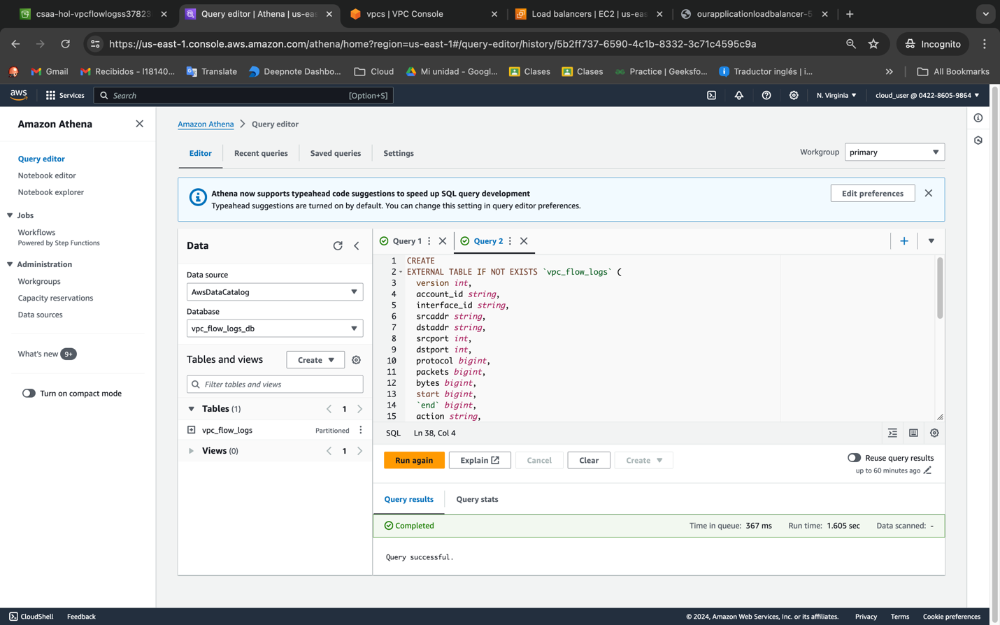 csaa-hol-vpcflowlogss37823
Query editor | Athena | us-eas
vpcs | VPC Console
Load balancers | EC2 | us-eas
ourapplicationloadbalancer-5
https://us-east-1.console.aws.amazon.com/athena/home?region=us-east-1#/query-editor/history/5b2ff737-6590-4c1b-8332-3c71c4595c9a
Incognito
Gmail
Recibidos - l18140...
Translate
Deepnote Dashbo...
Cloud
Mi unidad - Googl...
Clases
Clases
Practice | Geeksfo...
Traductor inglés | i...
All Bookmarks
aws
Services
Search
[Option+S]
N. Virginia
cloud_user @ 0422-8605-9864
Amazon Athena
Query editor
Notebook editor
Notebook explorer
Jobs
Workflows
Powered by Step Functions
Administration
Workgroups
Capacity reservations
Data sources
What's new 9+
Turn on compact mode
Amazon Athena > Query editor
Editor
Recent queries
Saved queries
Settings
Workgroup
primary
Athena now supports typeahead code suggestions to speed up SQL query development
Typeahead suggestions are turned on by default. You can change this setting in query editor preferences.
Edit preferences
Data
Data source
AwsDataCatalog
Database
vpc_flow_logs_db
Tables and views
Create
Filter tables and views
Tables (1)
1
vpc_flow_logs
Partitioned
Views (0)
1
Query 1
Query 2
1 CREATE
2 EXTERNAL TABLE IF NOT EXISTS `vpc_flow_logs` (
3 version int,
4 account_id string,
5 interface_id string,
6 srcaddr string,
7 dstaddr string,
8 srcport int,
9 dstport int,
10 protocol bigint,
11 packets bigint,
12 bytes bigint,
13 start bigint,
14 `end` bigint,
15 action string,
SQL
Ln 38, Col 4
Run again
Explain
Cancel
Clear
Create
Reuse query results
up to 60 minutes ago
Query results
Query stats
Completed
Time in queue: 367 ms
Run time: 1.605 sec
Data scanned: -
Query successful.
CloudShell
Feedback
© 2024, Amazon Web Services, Inc. or its affiliates.
Privacy
Terms
Cookie preferences